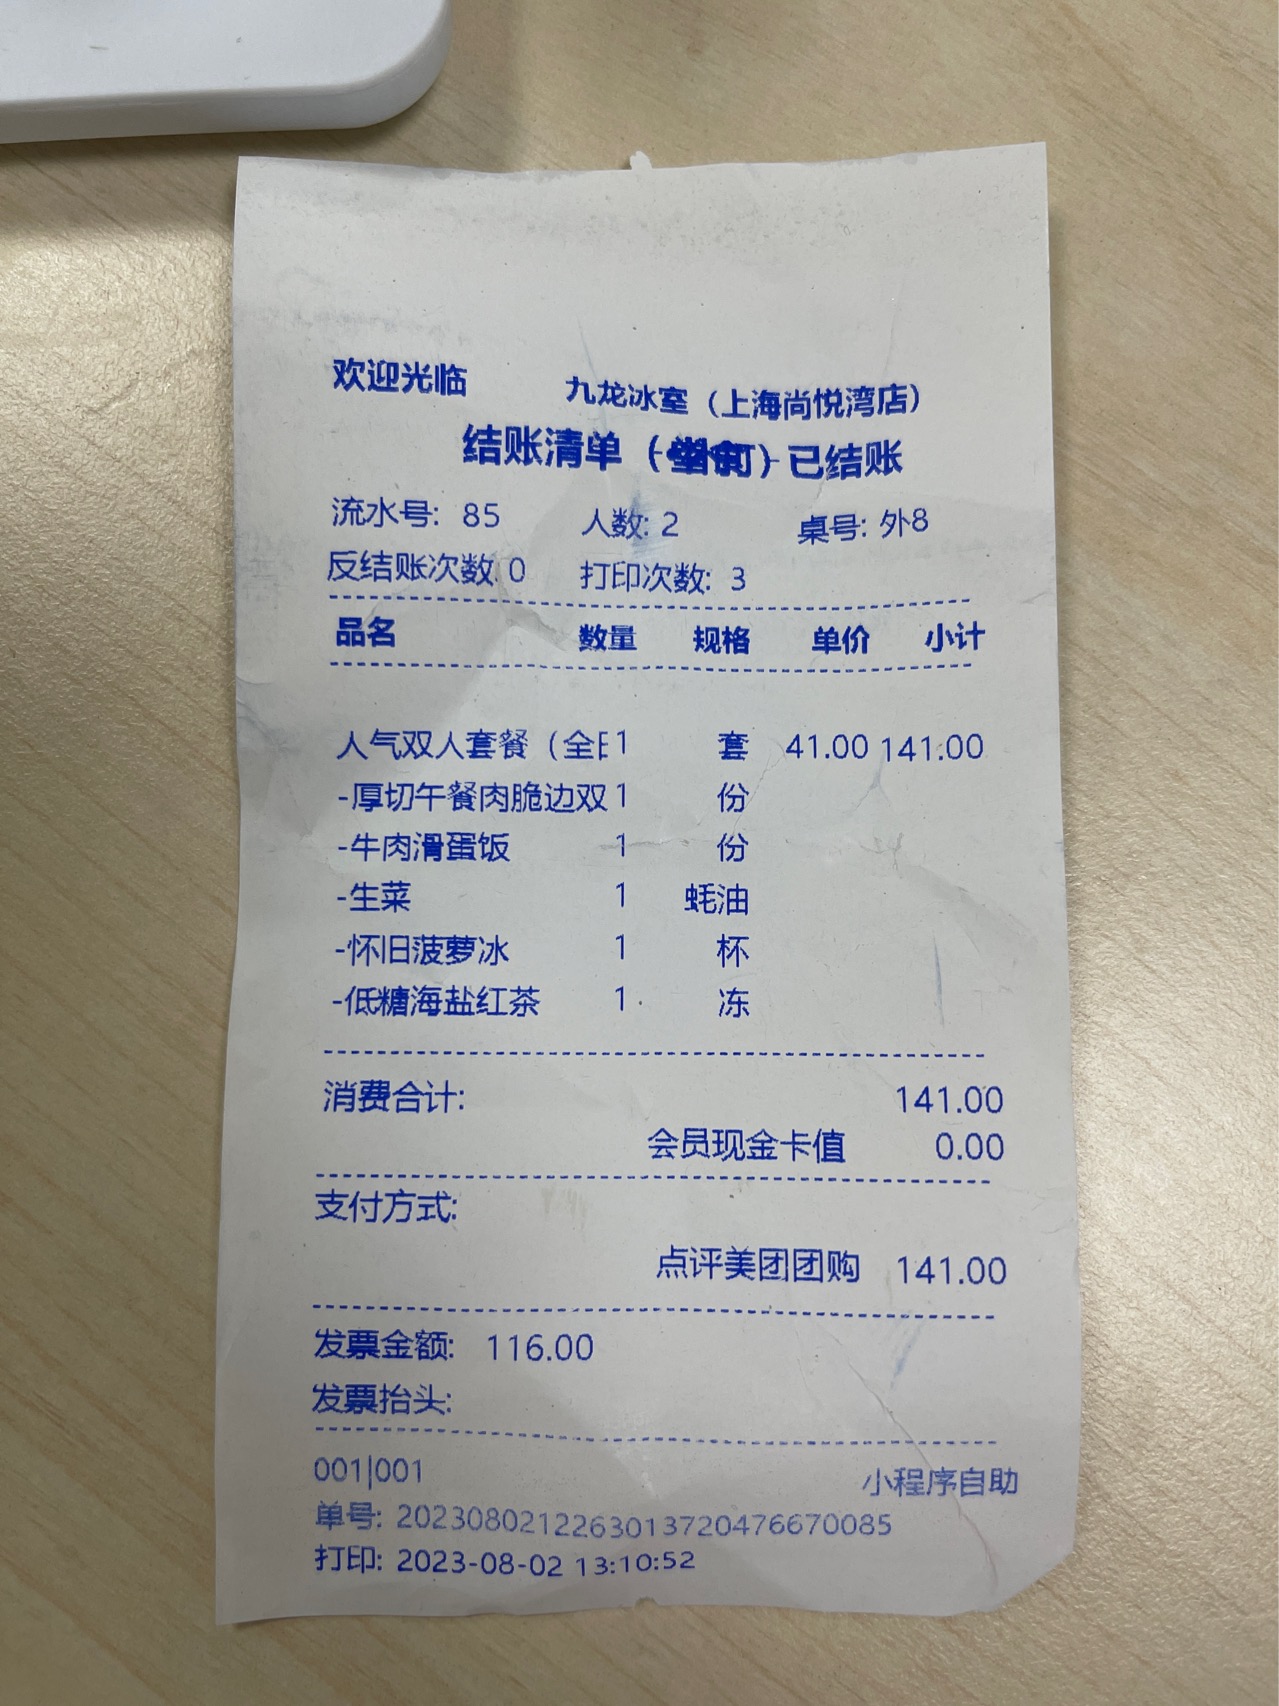 欢迎光临 九龙冰室（上海尚悦湾店）
结账清单（ ）已结账
流水号: 85 人数: 2 桌号: 外8
反结账次数: 0 打印次数: 3
品名 数量 规格 单价 小计
人气双人套餐（全日 1 套 41.00 141.00
-厚切午餐肉脆边双 1 份
-牛肉滑蛋饭 1 份
-生菜 1 蚝油
-怀旧菠萝冰 1 杯
-低糖海盐红茶 1 冻
消费合计: 141.00
会员现金卡值 0.00
支付方式:
点评美团团购 141.00
发票金额: 116.00
发票抬头:
001|001 小程序自助
单号: 2023080212263013720476670085
打印: 2023-08-02 13:10:52